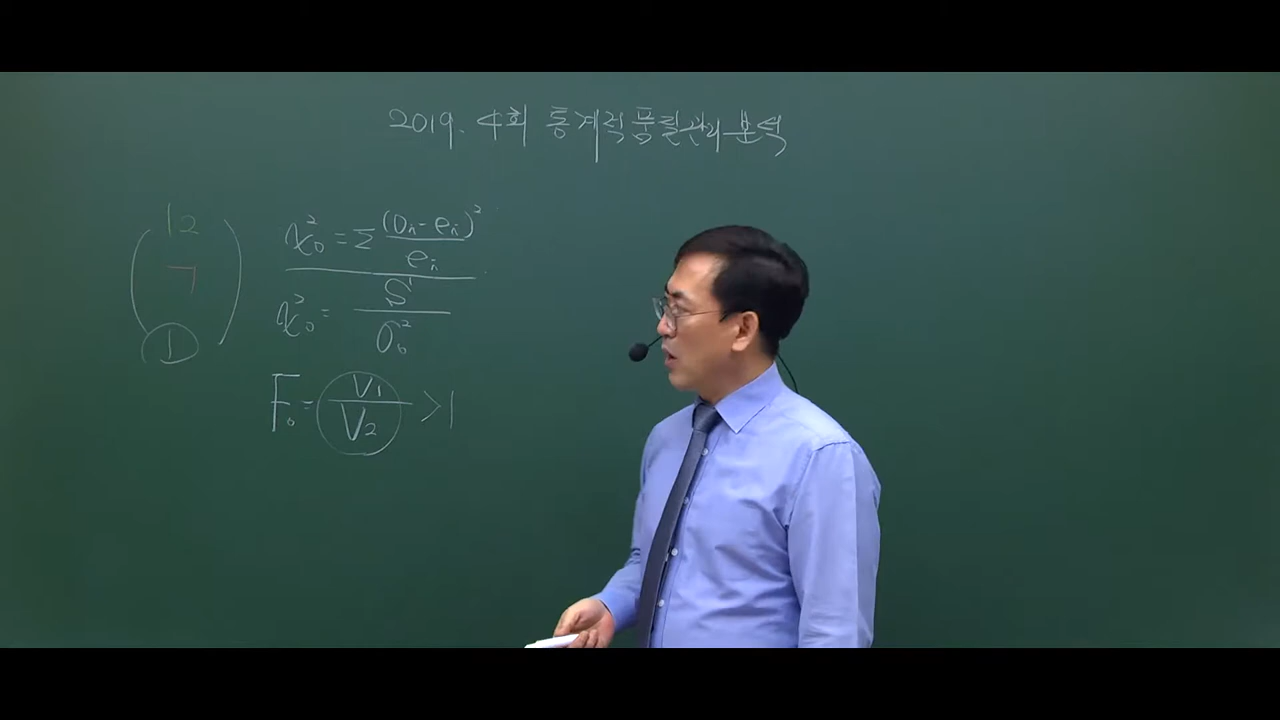 2019. 4회 통계적품질관리 분석
12
7
1
χ₀² = Σ (Oᵢ - eᵢ)² / eᵢ
χ₀² = S / σ₀²
F₀ = V₁ / V₂ > 1